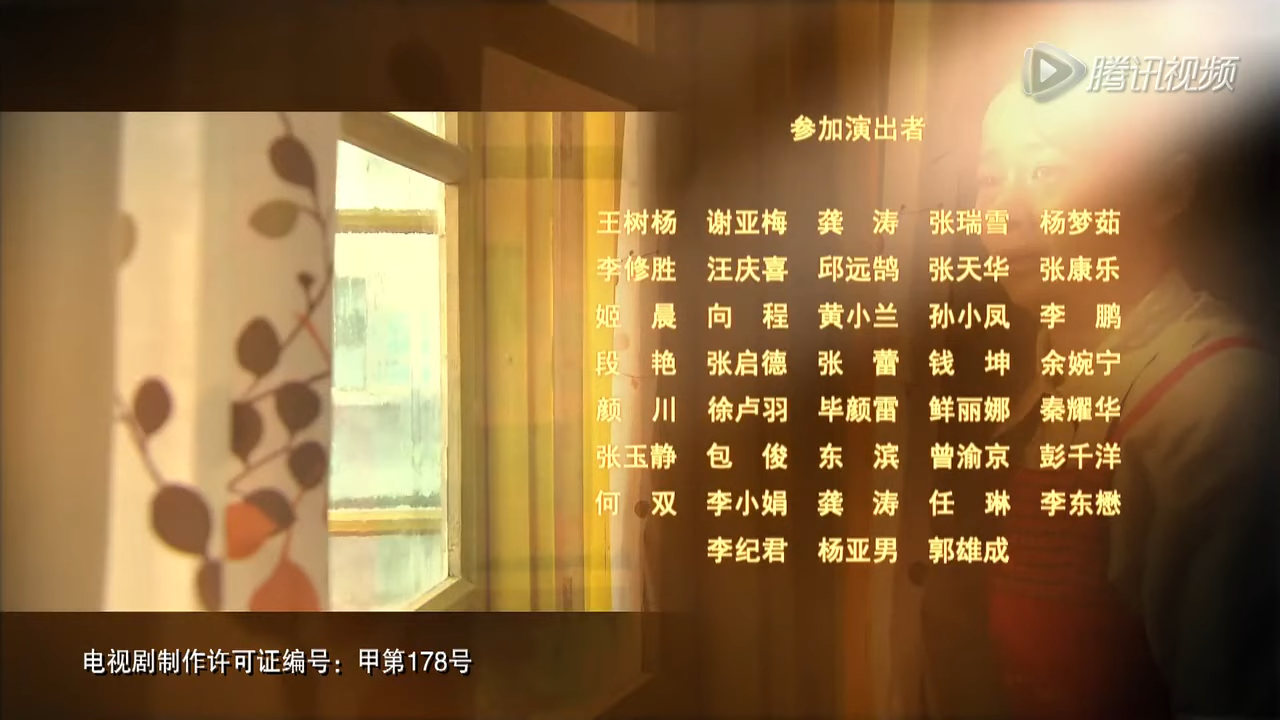 腾讯视频
参加演出者
王树杨 谢亚梅 龚 涛 张瑞雪 杨梦茹
李修胜 汪庆喜 邱远鹄 张天华 张康乐
姬 晨 向 程 黄小兰 孙小凤 李 鹏
段 艳 张启德 张 蕾 钱 坤 余婉宁
颜 川 徐卢羽 毕颜雷 鲜丽娜 秦耀华
张玉静 包 俊 东 滨 曾渝京 彭千洋
何 双 李小娟 龚 涛 任 琳 李东懋
李纪君 杨亚男 郭雄成
电视剧制作许可证编号：甲第178号